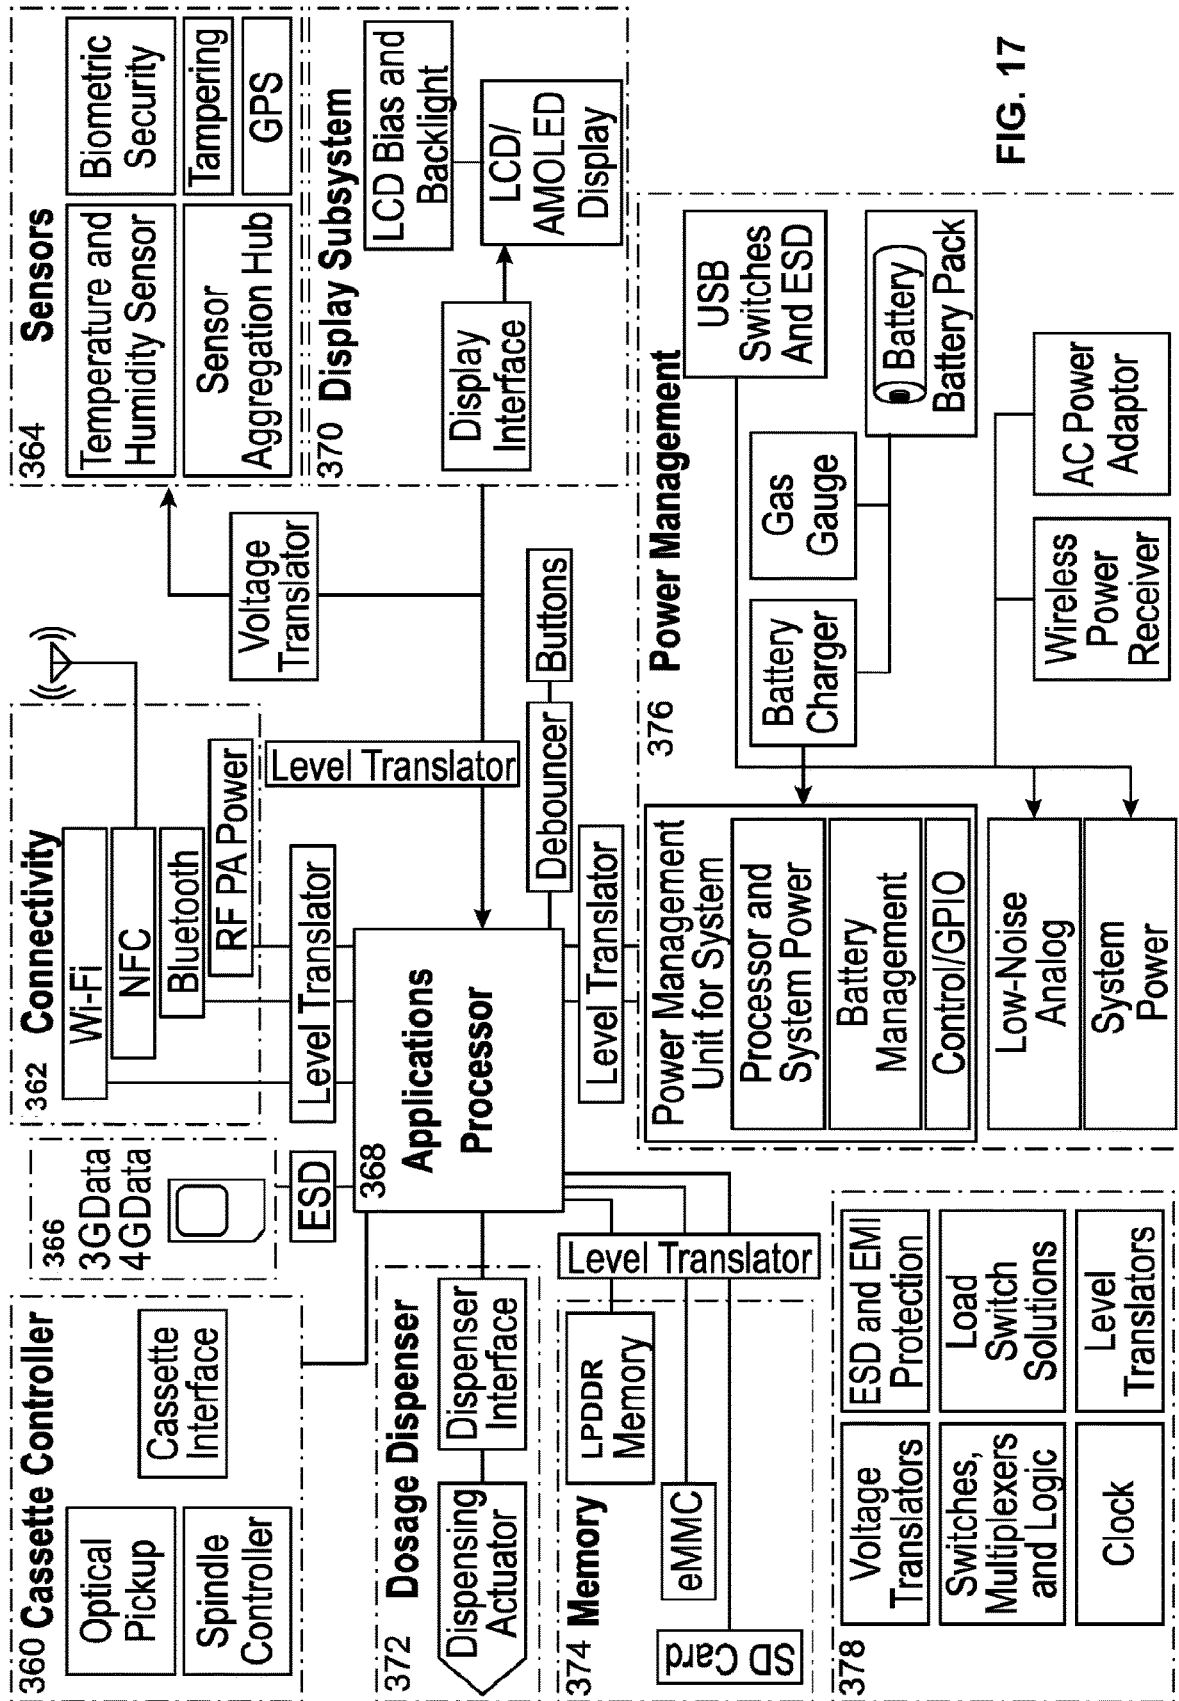 360 Cassette Controller
Optical
Pickup
Spindle
Controller
Cassette
Interface
366
3GData
4GData
ESD
362 Connectivity
Wi-Fi
NFC
Bluetooth
RF PA Power
Level Translator
364 Sensors
Temperature and
Humidity Sensor
Biometric
Security
Sensor
Aggregation Hub
Tampering
GPS
Voltage
Translator
Level Translator
368
Applications
Processor
370 Display Subsystem
LCD Bias and
Backlight
Display
Interface
LCD/
AMOLED
Display
372 Dosage Dispenser
Dispensing
Actuator
Dispenser
Interface
Debouncer
Buttons
Level Translator
374 Memory
LPDDR
Memory
eMMC
SD Card
Level Translator
376 Power Management
Power Management
Unit for System
Processor and
System Power
Battery
Management
Control/GPIO
Low-Noise
Analog
System
Power
Battery
Charger
Gas
Gauge
USB
Switches
And ESD
Battery
Battery Pack
Wireless
Power
Receiver
AC Power
Adaptor
378
Voltage
Translators
ESD and EMI
Protection
Switches,
Multiplexers
and Logic
Load
Switch
Solutions
Clock
Level
Translators
FIG. 17